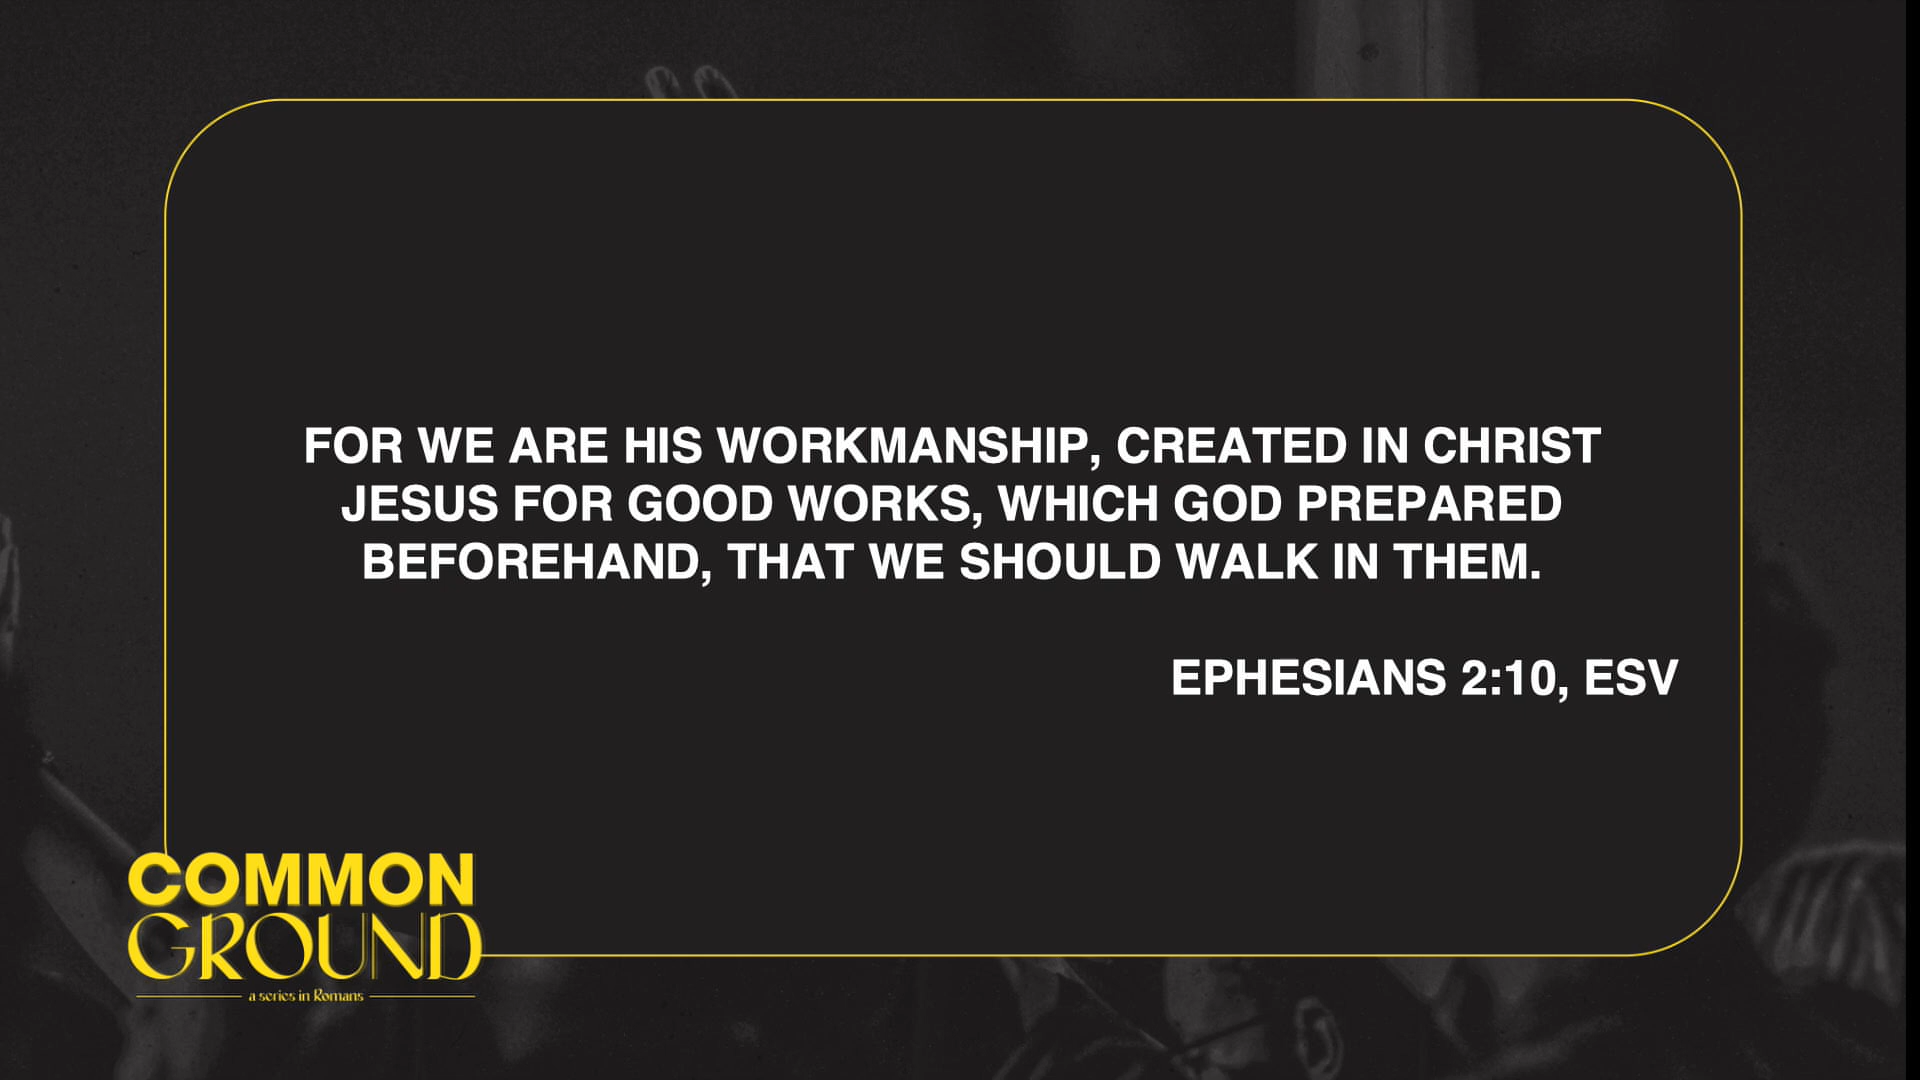 FOR WE ARE HIS WORKMANSHIP, CREATED IN CHRIST
JESUS FOR GOOD WORKS, WHICH GOD PREPARED
BEFOREHAND, THAT WE SHOULD WALK IN THEM.
EPHESIANS 2:10, ESV
COMMON
GROUND
a series in Romans